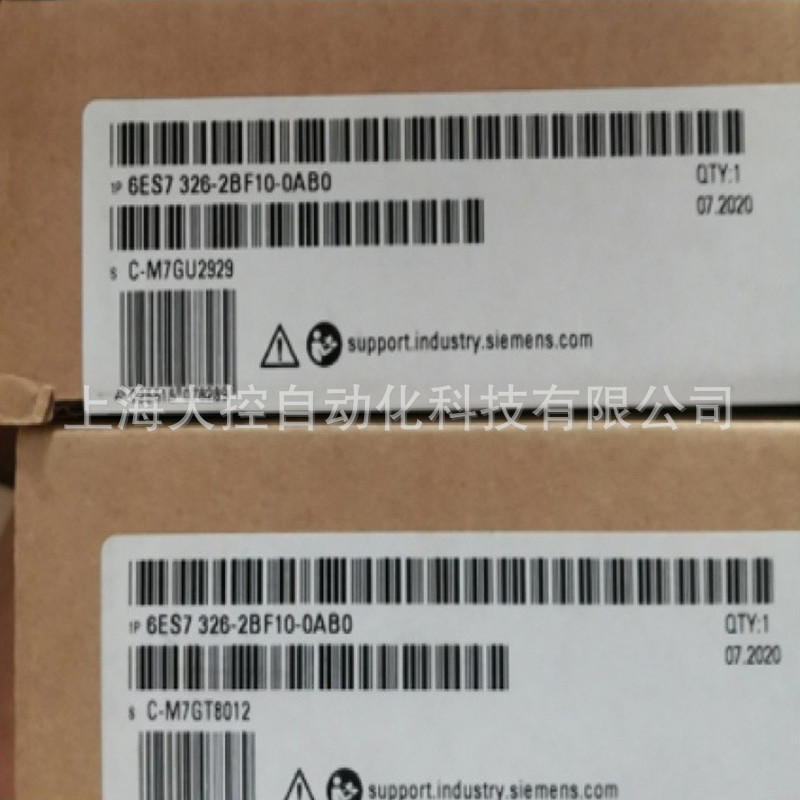 1P 6ES7 326-2BF10-0AB0
QTY:1
07.2020
S C-M7GU2929
support.industry.siemens.com
上海大控自动化科技有限公司
1P 6ES7 326-2BF10-0AB0
QTY:1
07.2020
S C-M7GT8012
support.industry.siemens.com